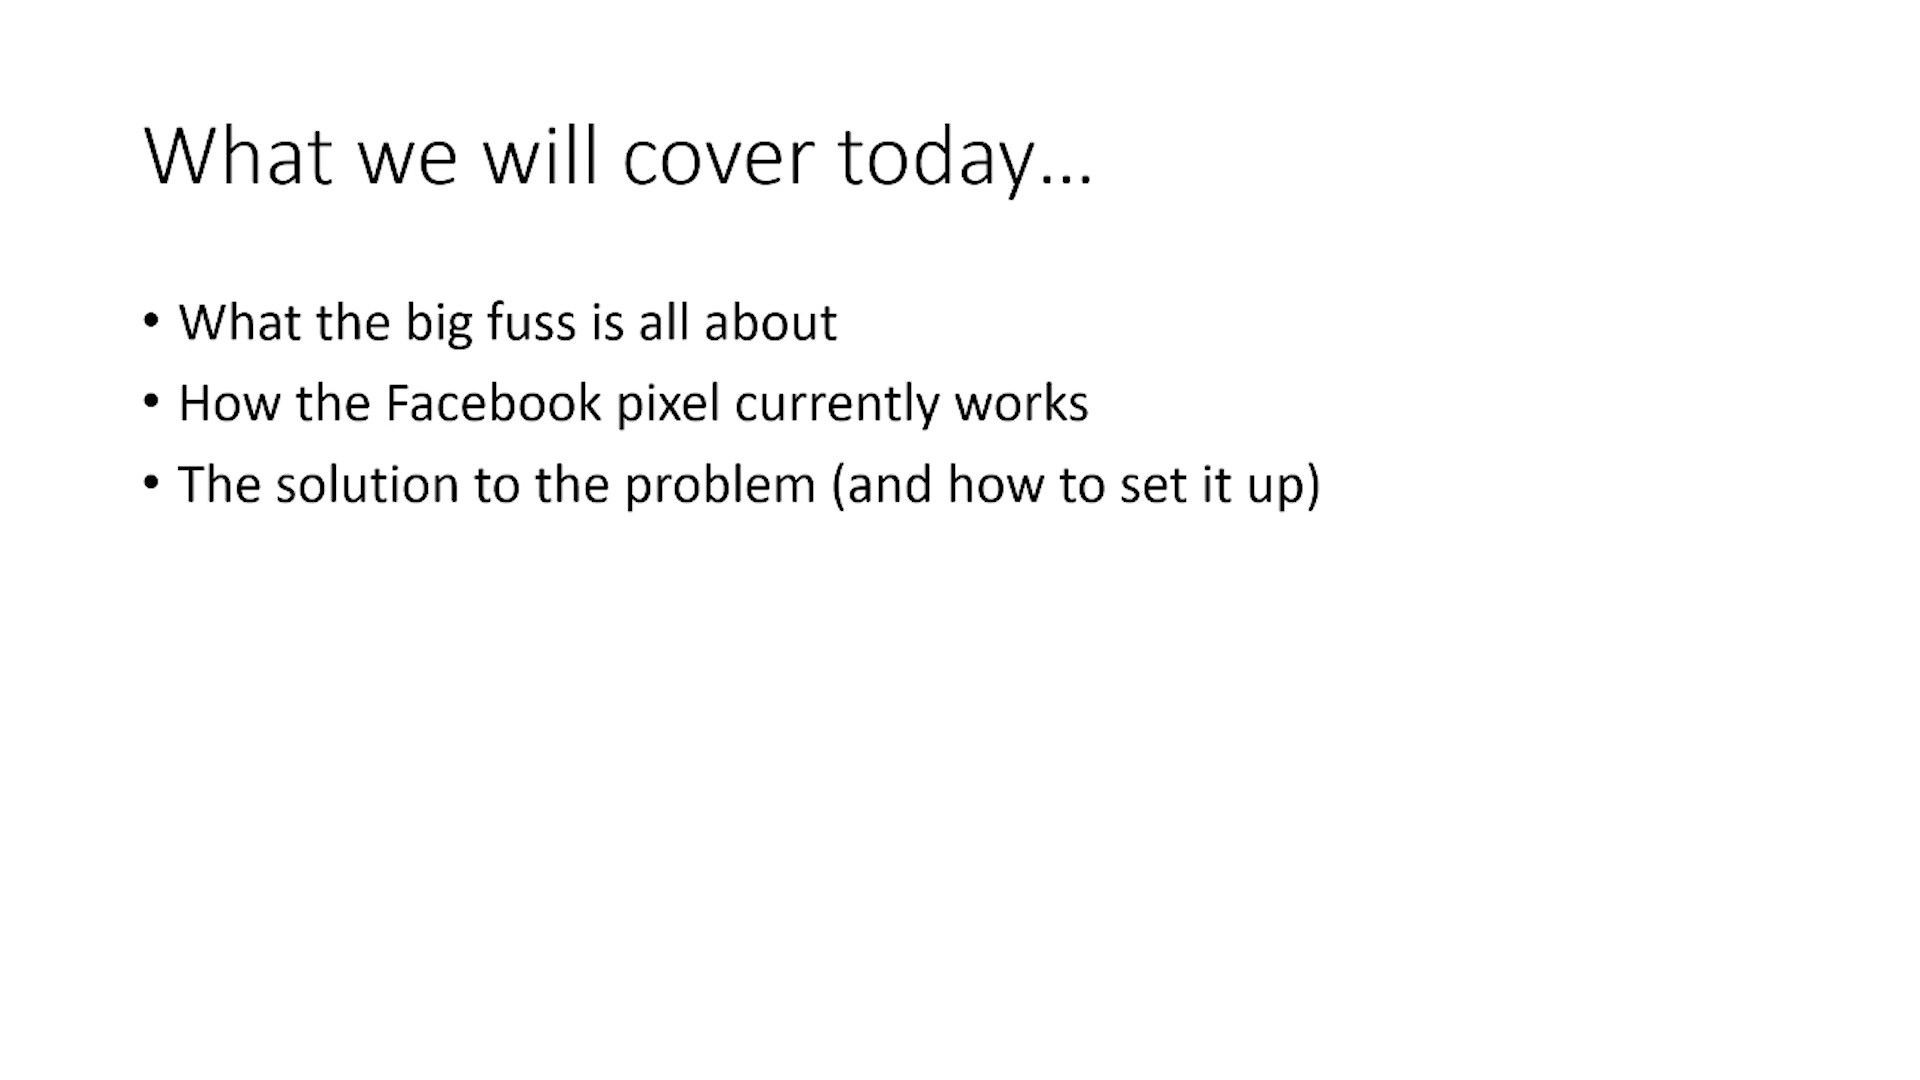 What we will cover today...
• What the big fuss is all about
• How the Facebook pixel currently works
• The solution to the problem (and how to set it up)